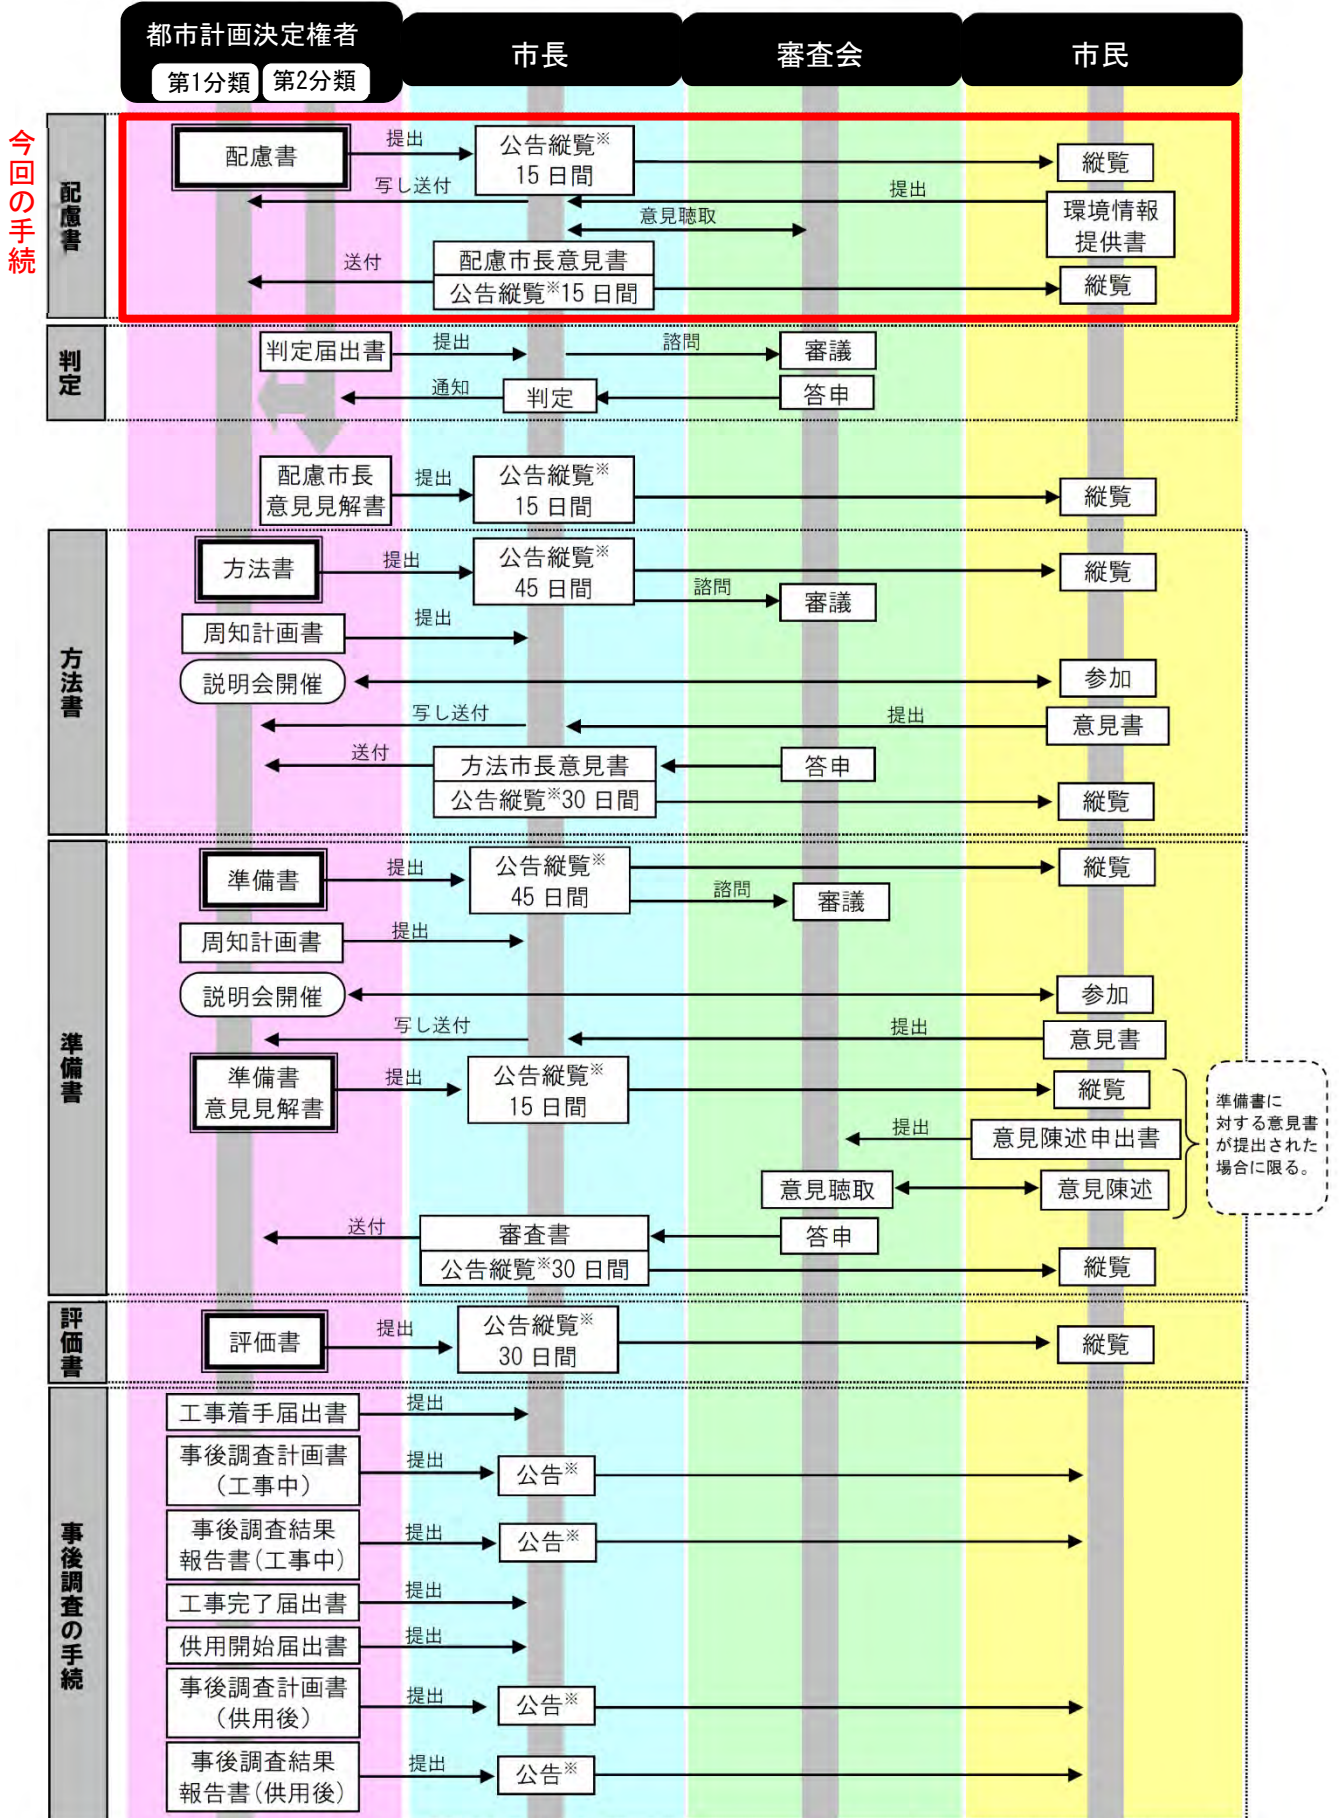 都市計画決定権者
第1分類
第2分類
市長
審査会
市民
今回の手続
配慮書
配慮書
提出
公告縦覧※
15 日間
縦覧
写し送付
提出
環境情報
提供書
意見聴取
送付
配慮市長意見書
公告縦覧※15 日間
縦覧
判定
判定届出書
提出
諮問
審議
通知
判定
答申
配慮市長
意見見解書
提出
公告縦覧※
15 日間
縦覧
方法書
方法書
提出
公告縦覧※
45 日間
縦覧
諮問
審議
周知計画書
提出
説明会開催
参加
写し送付
提出
意見書
送付
方法市長意見書
公告縦覧※30 日間
答申
縦覧
準備書
準備書
提出
公告縦覧※
45 日間
縦覧
諮問
審議
周知計画書
提出
説明会開催
参加
写し送付
提出
意見書
準備書
意見見解書
提出
公告縦覧※
15 日間
縦覧
提出
意見陳述申出書
意見聴取
意見陳述
準備書に
対する意見書
が提出された
場合に限る。
送付
審査書
公告縦覧※30 日間
答申
縦覧
評価書
評価書
提出
公告縦覧※
30 日間
縦覧
事後調査の手続
工事着手届出書
提出
事後調査計画書
（工事中）
提出
公告※
事後調査結果
報告書（工事中）
提出
公告※
工事完了届出書
提出
供用開始届出書
提出
事後調査計画書
（供用後）
提出
公告※
事後調査結果
報告書（供用後）
提出
公告※